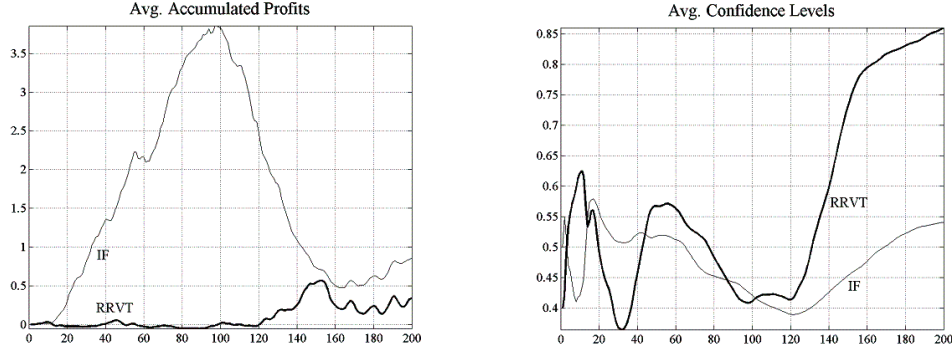 Avg. Accumulated Profits
3.5
3
2.5
2
1.5
1
0.5
0
IF
RRVT
0 20 40 60 80 100 120 140 160 180 200
Avg. Confidence Levels
0.85
0.8
0.75
0.7
0.65
0.6
0.55
0.5
0.45
0.4
RRVT
IF
0 20 40 60 80 100 120 140 160 180 200